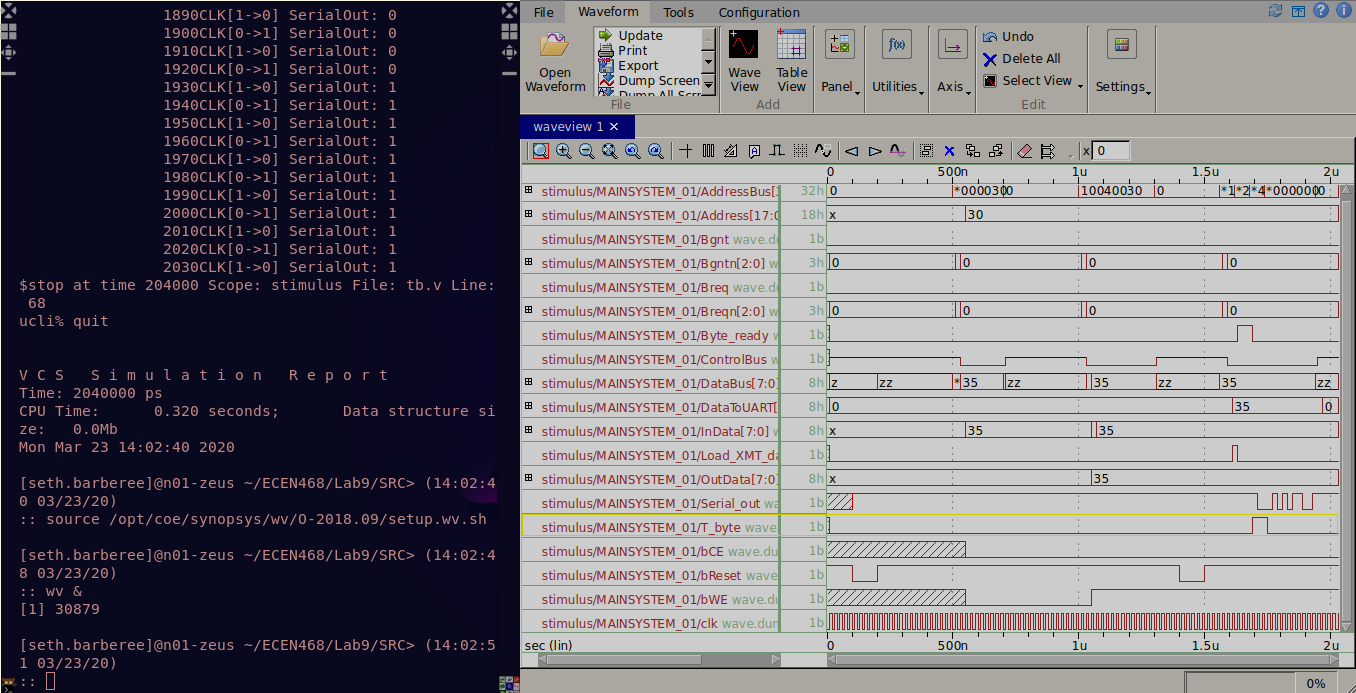 1890CLK[1->0] SerialOut: 0
1900CLK[0->1] SerialOut: 0
1910CLK[1->0] SerialOut: 0
1920CLK[0->1] SerialOut: 0
1930CLK[1->0] SerialOut: 1
1940CLK[0->1] SerialOut: 1
1950CLK[1->0] SerialOut: 1
1960CLK[0->1] SerialOut: 1
1970CLK[1->0] SerialOut: 1
1980CLK[0->1] SerialOut: 1
1990CLK[1->0] SerialOut: 1
2000CLK[0->1] SerialOut: 1
2010CLK[1->0] SerialOut: 1
2020CLK[0->1] SerialOut: 1
2030CLK[1->0] SerialOut: 1
$stop at time 204000 Scope: stimulus File: tb.v Line:
68
ucli% quit
V C S   S i m u l a t i o n   R e p o r t
Time: 2040000 ps
CPU Time:      0.320 seconds;       Data structure si
ze:   0.0Mb
Mon Mar 23 14:02:40 2020
[seth.barberee]@n01-zeus ~/ECEN468/Lab9/SRC> (14:02:4
0 03/23/20)
:: source /opt/coe/synopsys/wv/O-2018.09/setup.wv.sh
[seth.barberee]@n01-zeus ~/ECEN468/Lab9/SRC> (14:02:4
8 03/23/20)
:: wv &
[1] 30879
[seth.barberee]@n01-zeus ~/ECEN468/Lab9/SRC> (14:02:5
1 03/23/20)
::
File Waveform Tools Configuration
Open
Waveform
Update
Print
Export
Dump Screen
File
Wave
View
Table
View
Add
Panel
f(x)
Utilities
Axis
Undo
Delete All
Select View
Edit
Settings
waveview 1
x 0
0 500n 1u 1.5u 2u
stimulus/MAINSYSTEM_01/AddressBus[ 32h 0 *0000300 10040030 0 *1*2*4*0000000
stimulus/MAINSYSTEM_01/Address[17:0 18h x 30
stimulus/MAINSYSTEM_01/Bgnt wave.du 1b
stimulus/MAINSYSTEM_01/Bgntn[2:0] w 3h 0 0 0 0
stimulus/MAINSYSTEM_01/Breq wave.du 1b
stimulus/MAINSYSTEM_01/Breqn[2:0] w 3h 0 0 0 0
stimulus/MAINSYSTEM_01/Byte_ready w 1b
stimulus/MAINSYSTEM_01/ControlBus w 1b
stimulus/MAINSYSTEM_01/DataBus[7:0] 8h z zz *35 zz 35 zz 35 zz
stimulus/MAINSYSTEM_01/DataToUART[ 8h 0 35 0
stimulus/MAINSYSTEM_01/InData[7:0] w 8h x 35 35
stimulus/MAINSYSTEM_01/Load_XMT_da 1b
stimulus/MAINSYSTEM_01/OutData[7:0] 8h x 35
stimulus/MAINSYSTEM_01/Serial_out wa 1b
stimulus/MAINSYSTEM_01/T_byte wave. 1b
stimulus/MAINSYSTEM_01/bCE wave.du 1b
stimulus/MAINSYSTEM_01/bReset wave 1b
stimulus/MAINSYSTEM_01/bWE wave.du 1b
stimulus/MAINSYSTEM_01/clk wave.dum 1b
sec (lin) 0 500n 1u 1.5u 2u
0%